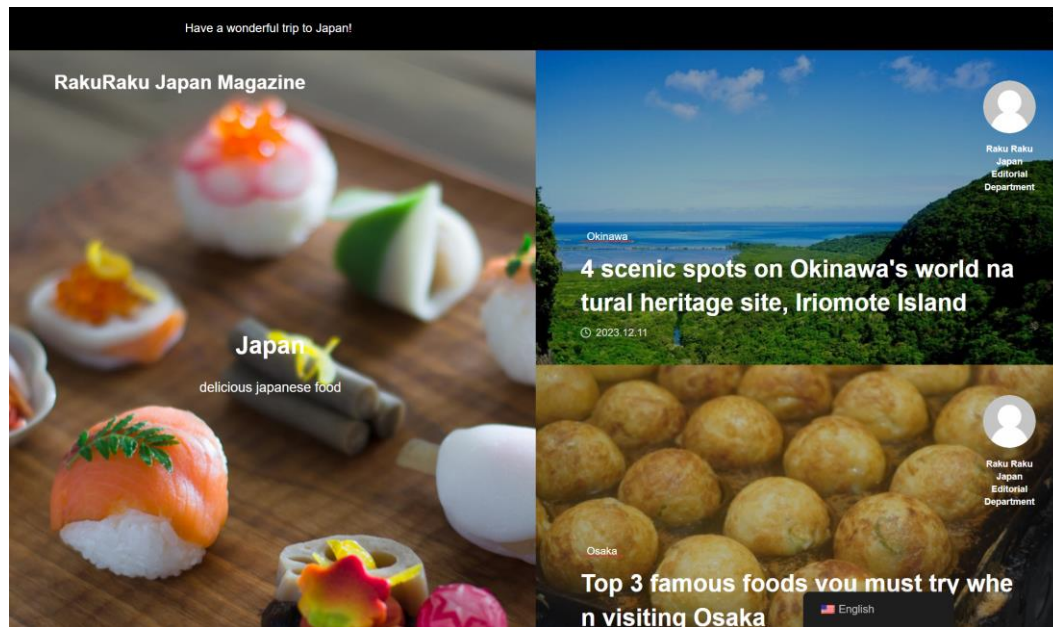 Have a wonderful trip to Japan!
RakuRaku Japan Magazine
Japan
delicious japanese food
Raku Raku
Japan
Editorial
Department
Okinawa
4 scenic spots on Okinawa's world na
tural heritage site, Iriomote Island
2023.12.11
Raku Raku
Japan
Editorial
Department
Osaka
Top 3 famous foods you must try whe
n visiting Osaka
English